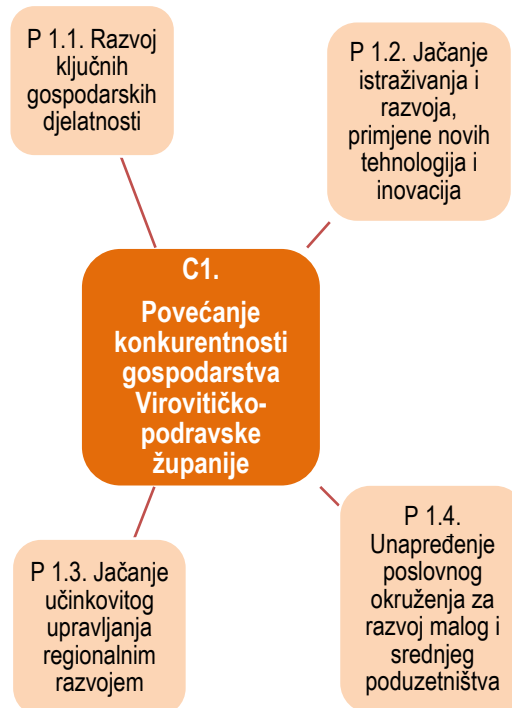 P 1.1. Razvoj
ključnih
gospodarskih
djelatnosti
P 1.2. Jačanje
istraživanja i
razvoja,
primjene novih
tehnologija i
inovacija
C1.
Povećanje
konkurentnosti
gospodarstva
Virovitičko-
podravske
županije
P 1.3. Jačanje
učinkovitog
upravljanja
regionalnim
razvojem
P 1.4.
Unapređenje
poslovnog
okruženja za
razvoj malog i
srednjeg
poduzetništva